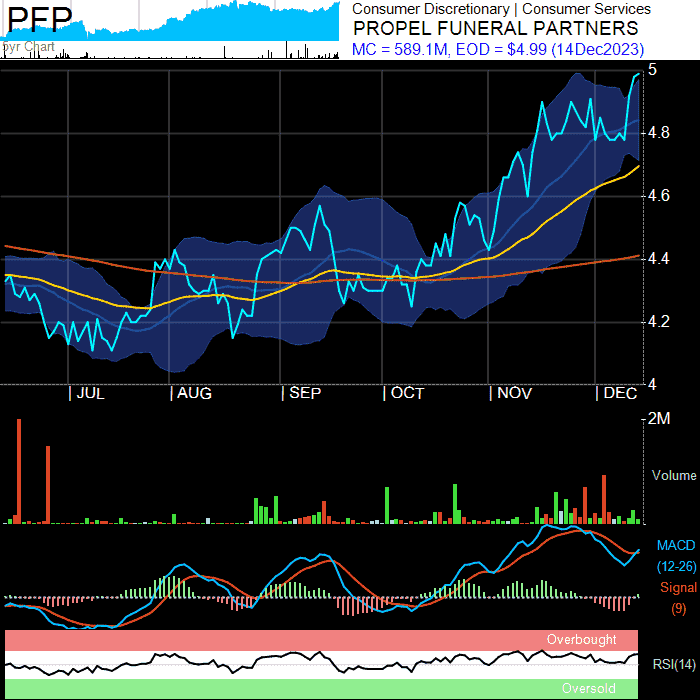 PFP
5yr Chart
Consumer Discretionary | Consumer Services
PROPEL FUNERAL PARTNERS
MC = 589.1M, EOD = $4.99 (14Dec2023)
5
4.8
4.6
4.4
4.2
4
| JUL | AUG | SEP | OCT | NOV | DEC
2M
Volume
MACD
(12-26)
Signal
(9)
Overbought
RSI(14)
Oversold